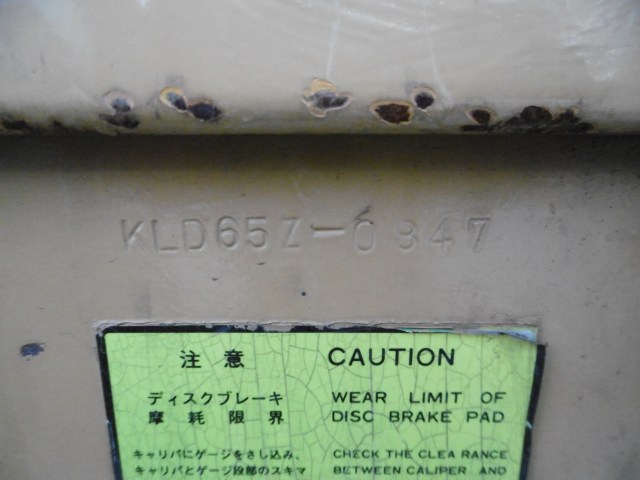 KLD65Z-0347
注意 CAUTION
ディスクブレーキ WEAR LIMIT OF
摩耗限界 DISC BRAKE PAD
キャリパにゲージをさし込み、 CHECK THE CLEA RANCE
キャリパとゲージ段部のスキマ BETWEEN CALIPER AND